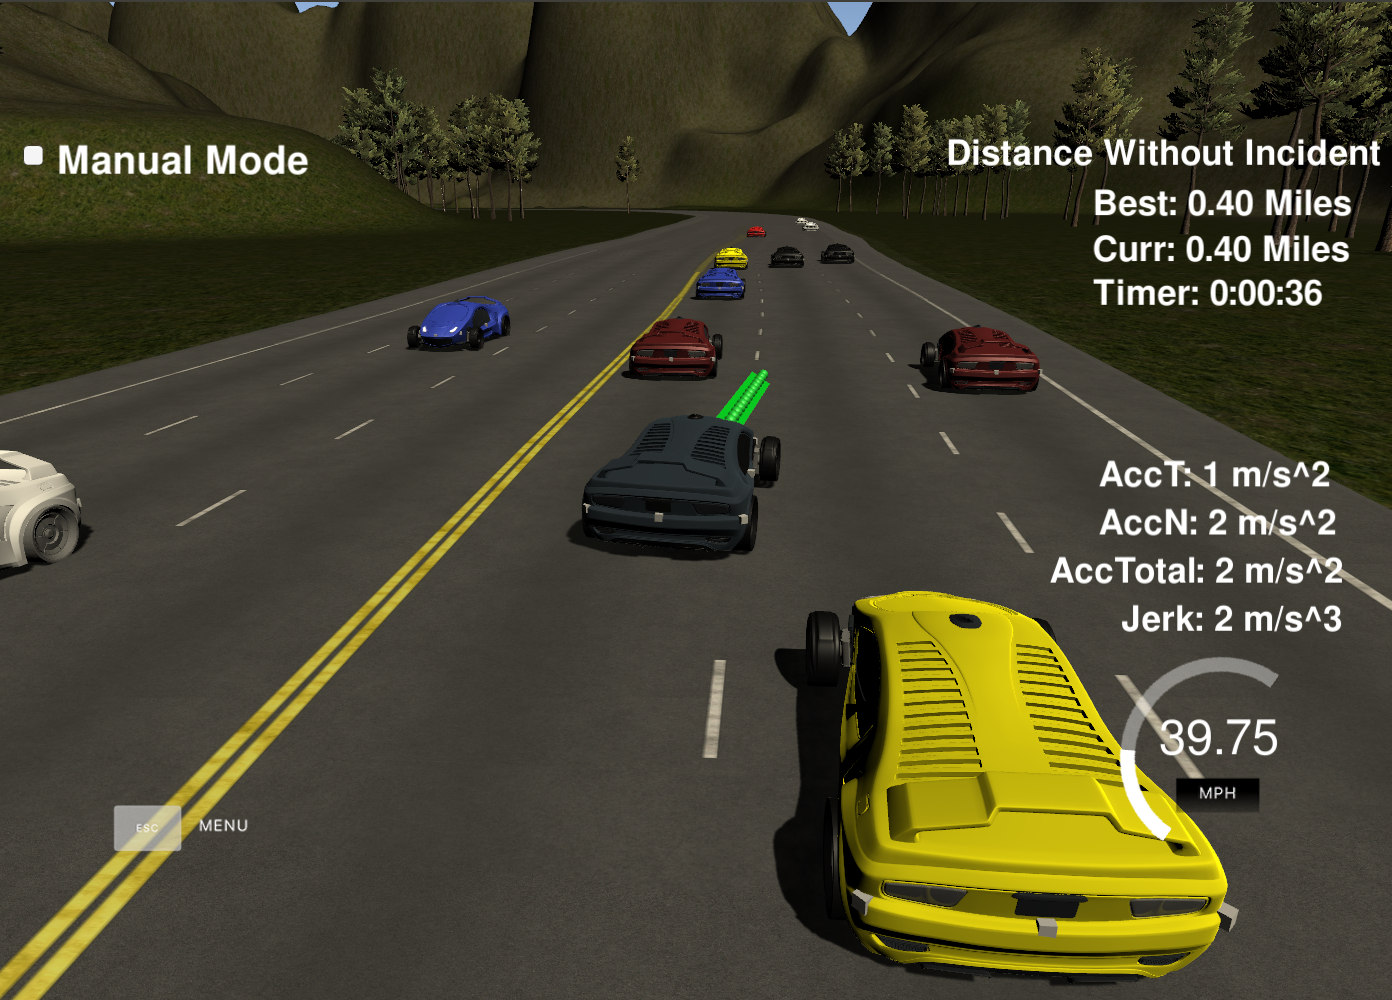 Manual Mode
Distance Without Incident
Best: 0.40 Miles
Curr: 0.40 Miles
Timer: 0:00:36
AccT: 1 m/s^2
AccN: 2 m/s^2
AccTotal: 2 m/s^2
Jerk: 2 m/s^3
39.75
MPH
ESC MENU